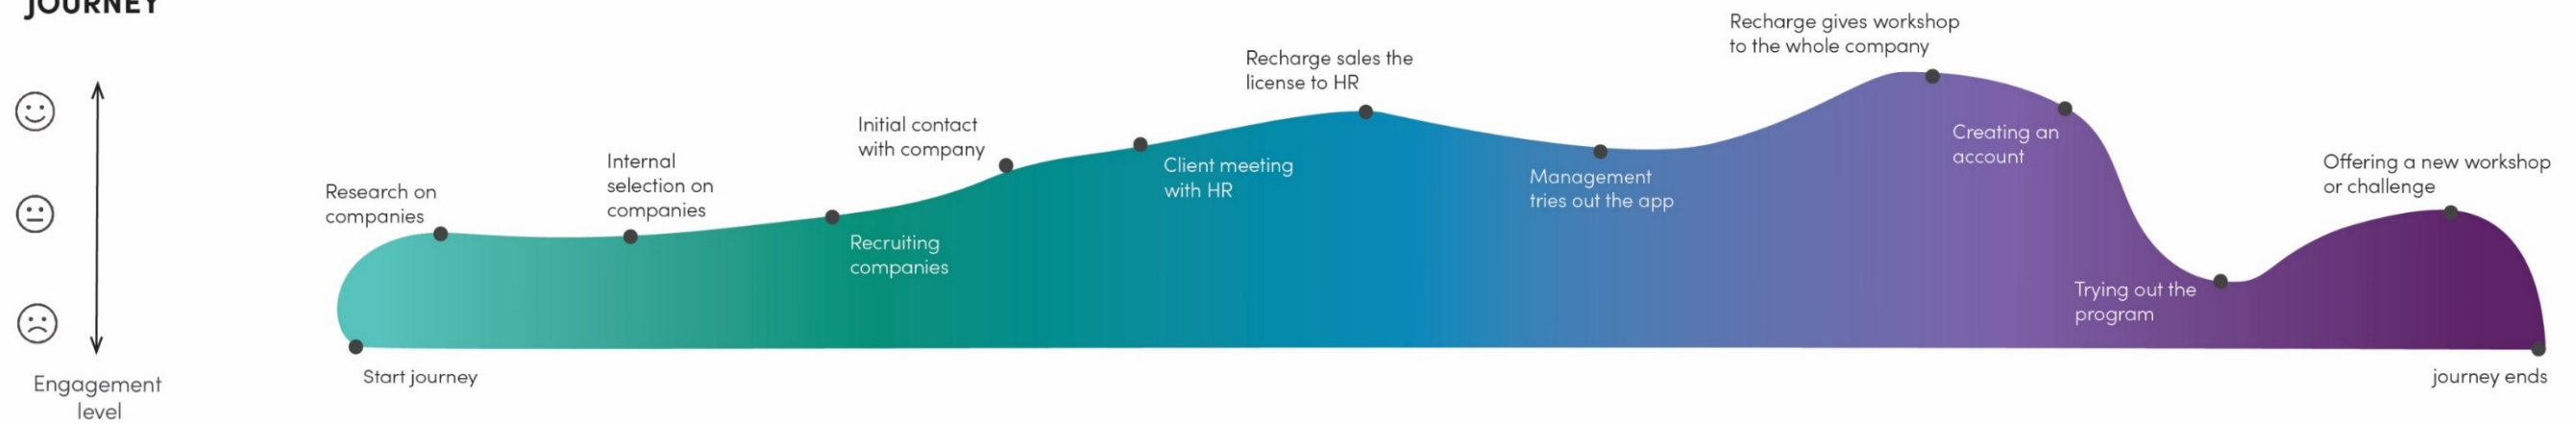 JOURNEY
Engagement
level
Start journey
Research on
companies
Internal
selection on
companies
Recruiting
companies
Initial contact
with company
Client meeting
with HR
Recharge sales the
license to HR
Management
tries out the app
Recharge gives workshop
to the whole company
Creating an
account
Trying out the
program
Offering a new workshop
or challenge
journey ends